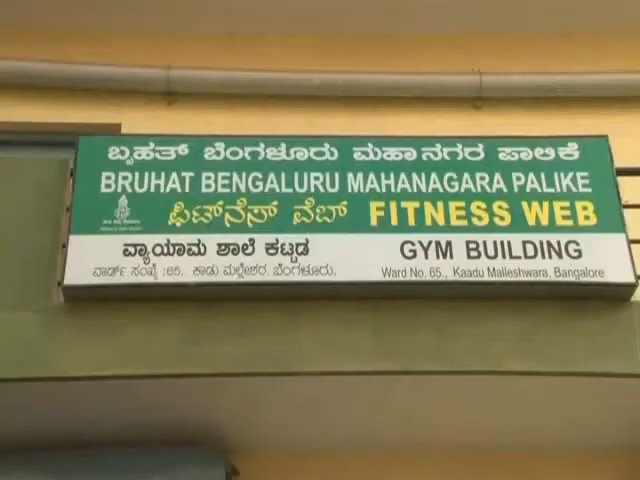 ಬೃಹತ್ ಬೆಂಗಳೂರು ಮಹಾನಗರ ಪಾಲಿಕೆ
BRUHAT BENGALURU MAHANAGARA PALIKE
ಫಿಟ್‌ನೆಸ್ ವೆಬ್ FITNESS WEB
ವ್ಯಾಯಾಮ ಶಾಲೆ ಕಟ್ಟಡ GYM BUILDING
ವಾರ್ಡ್ ಸಂಖ್ಯೆ :65. ಕಾಡು ಮಲ್ಲೇಶ್ವರ, ಬೆಂಗಳೂರು. Ward No. 65., Kaadu Malleshwara, Bangalore